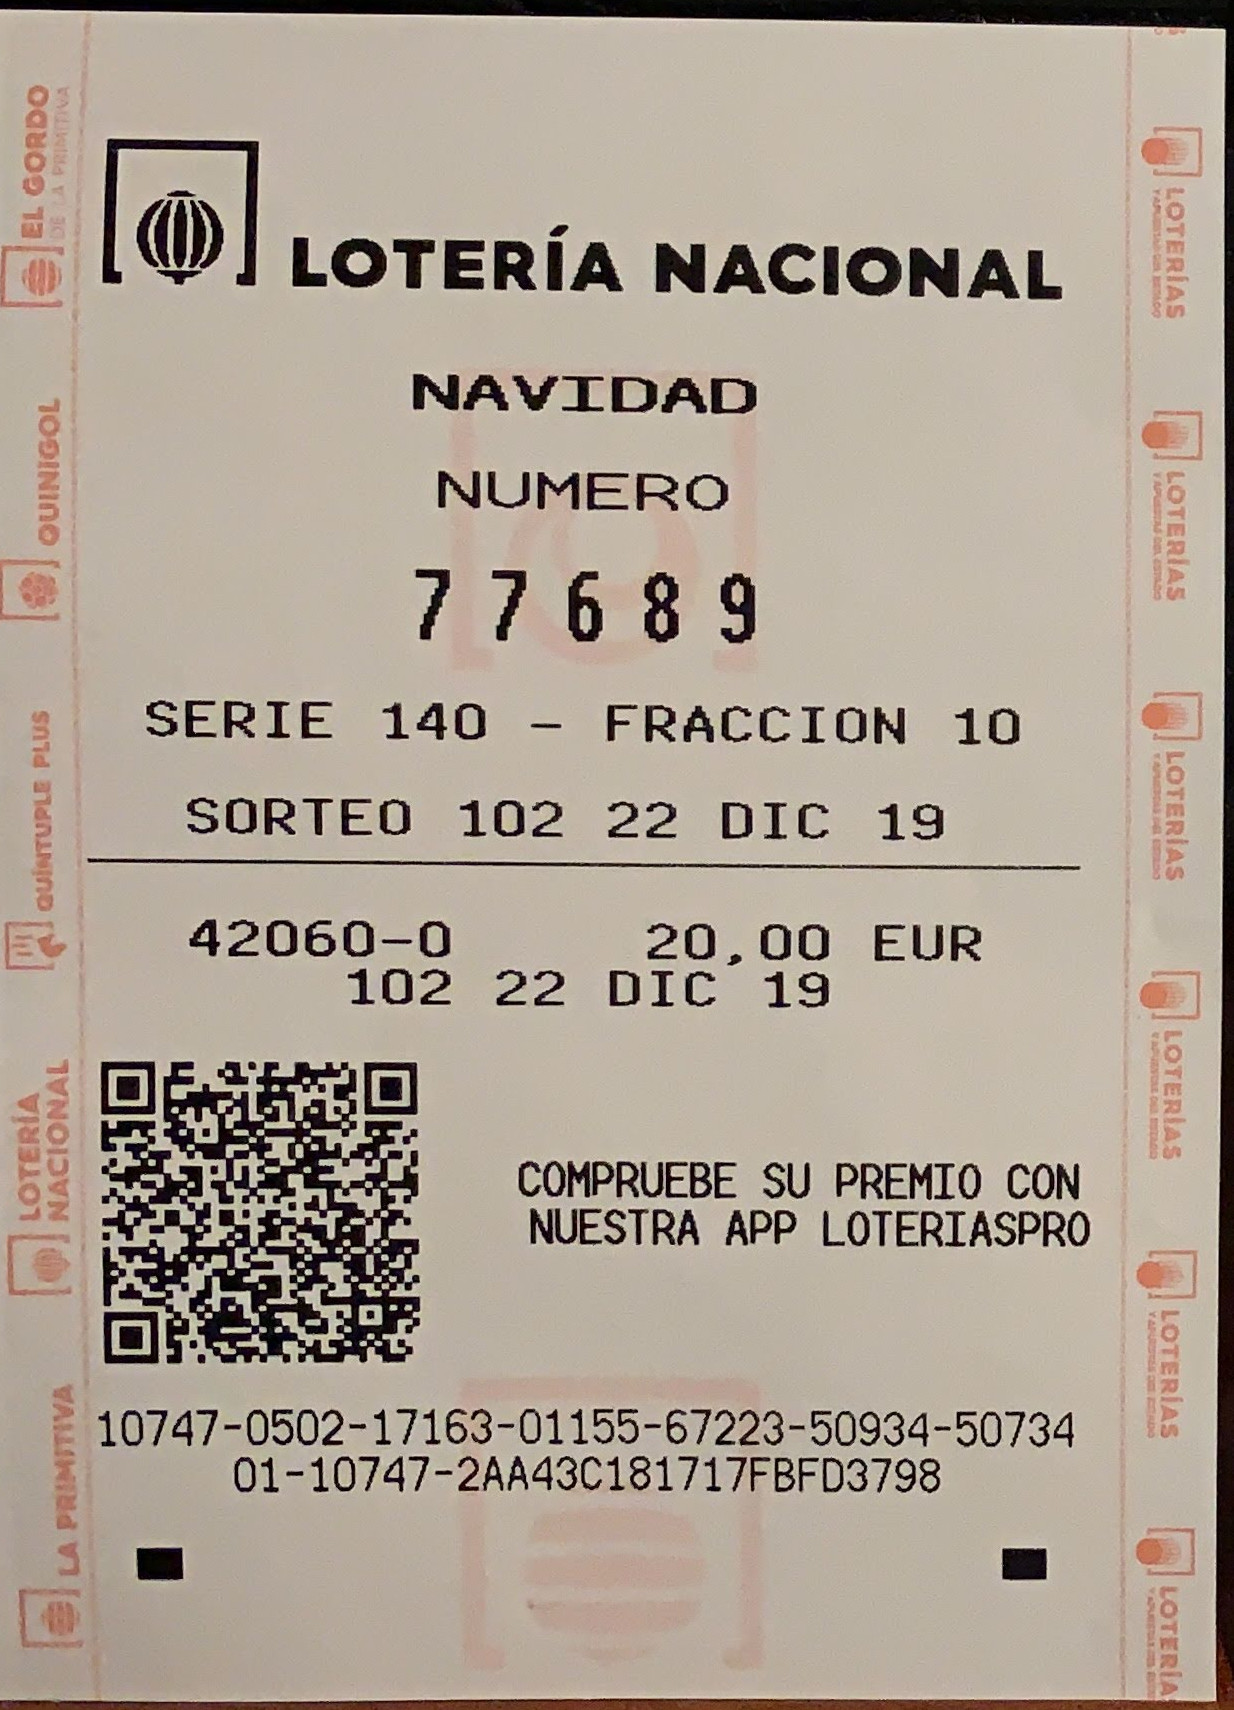 LOTERÍA NACIONAL
NAVIDAD
NUMERO
77689
SERIE 140 - FRACCION 10
SORTEO 102 22 DIC 19
42060-0 20,00 EUR
102 22 DIC 19
COMPRUEBE SU PREMIO CON
NUESTRA APP LOTERIASPRO
10747-0502-17163-01155-67223-50934-50734
01-10747-2AA43C181717FBFD3798
EL GORDO
DE LA PRIMITIVA
QUINIGOL
QUÍNTUPLE PLUS
LOTERÍA
NACIONAL
LA PRIMITIVA
LOTERÍAS
Y APUESTAS DEL ESTADO
LOTERÍAS
Y APUESTAS DEL ESTADO
LOTERÍAS
Y APUESTAS DEL ESTADO
LOTERÍAS
Y APUESTAS DEL ESTADO
LOTERÍAS
Y APUESTAS DEL ESTADO
LOTERÍAS